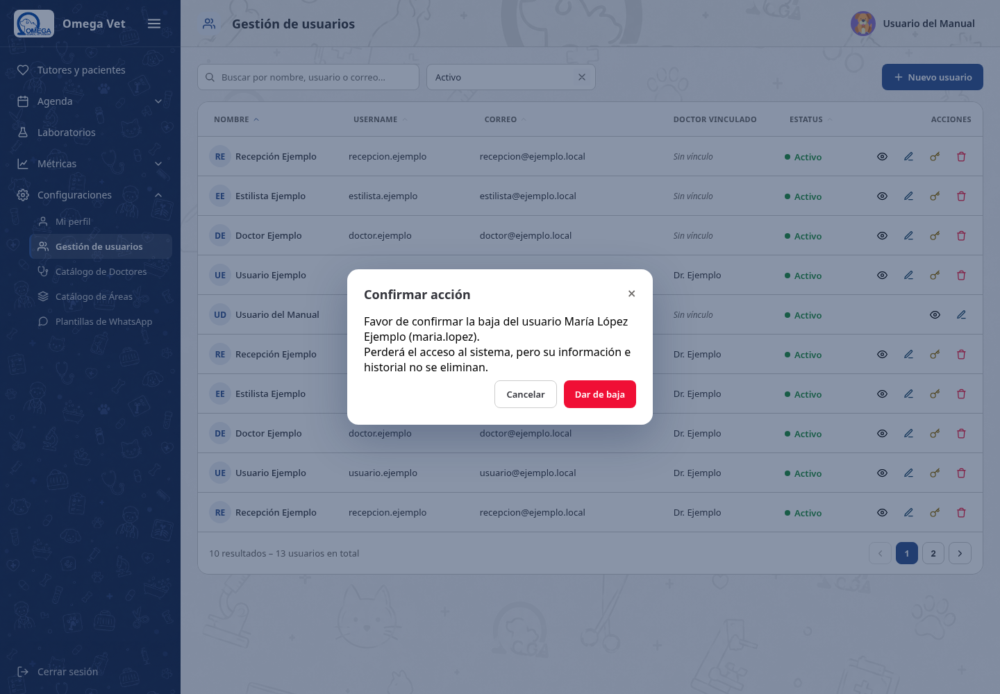 OMEGA
Omega Vet
Gestión de usuarios
Usuario del Manual
Tutores y pacientes
Agenda
Laboratorios
Métricas
Configuraciones
Mi perfil
Gestión de usuarios
Catálogo de Doctores
Catálogo de Áreas
Plantillas de WhatsApp
Cerrar sesión
Buscar por nombre, usuario o correo...
Activo
Nuevo usuario
NOMBRE USERNAME CORREO DOCTOR VINCULADO ESTATUS ACCIONES
RE Recepción Ejemplo recepcion.ejemplo recepcion@ejemplo.local Sin vínculo Activo
EE Estilista Ejemplo estilista.ejemplo estilista@ejemplo.local Sin vínculo Activo
DE Doctor Ejemplo doctor.ejemplo doctor@ejemplo.local Sin vínculo Activo
UE Usuario Ejemplo Dr. Ejemplo Activo
UD Usuario del Manual Sin vínculo Activo
RE Recepción Ejemplo Dr. Ejemplo Activo
EE Estilista Ejemplo Dr. Ejemplo Activo
DE Doctor Ejemplo doctor.ejemplo doctor@ejemplo.local Dr. Ejemplo Activo
UE Usuario Ejemplo usuario.ejemplo usuario@ejemplo.local Dr. Ejemplo Activo
RE Recepción Ejemplo recepcion.ejemplo recepcion@ejemplo.local Dr. Ejemplo Activo
10 resultados – 13 usuarios en total
1 2
Confirmar acción
Favor de confirmar la baja del usuario María López
Ejemplo (maria.lopez).
Perderá el acceso al sistema, pero su información e
historial no se eliminan.
Cancelar
Dar de baja